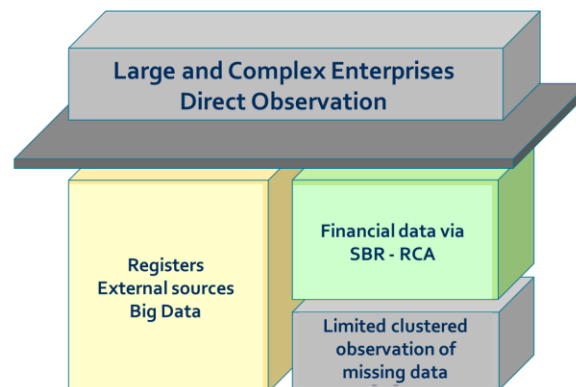 Large and Complex Enterprises
Direct Observation
Registers
External sources
Big Data
Financial data via
SBR - RCA
Limited clustered
observation of
missing data